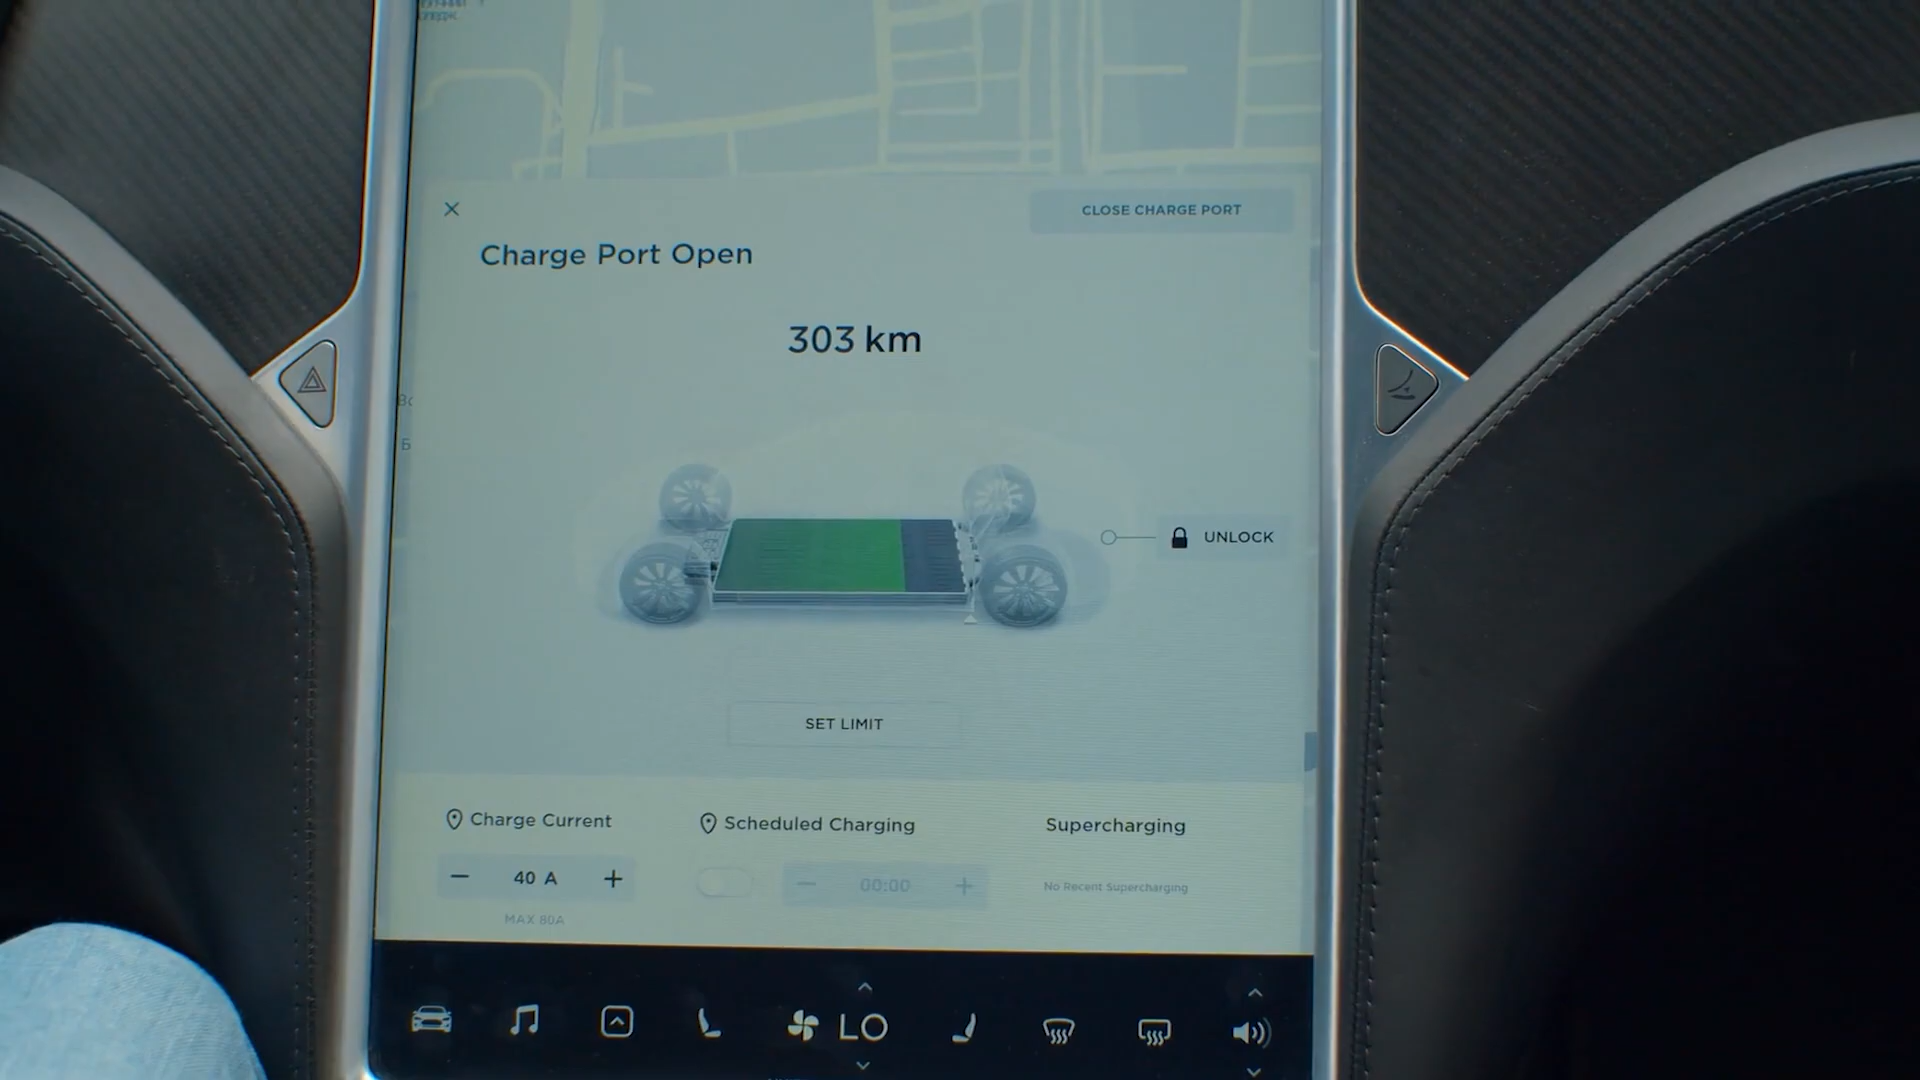 CLOSE CHARGE PORT
Charge Port Open
303 km
UNLOCK
SET LIMIT
Charge Current
Scheduled Charging
Supercharging
40 A
00:00
No Recent Supercharging
MAX 80A
LO